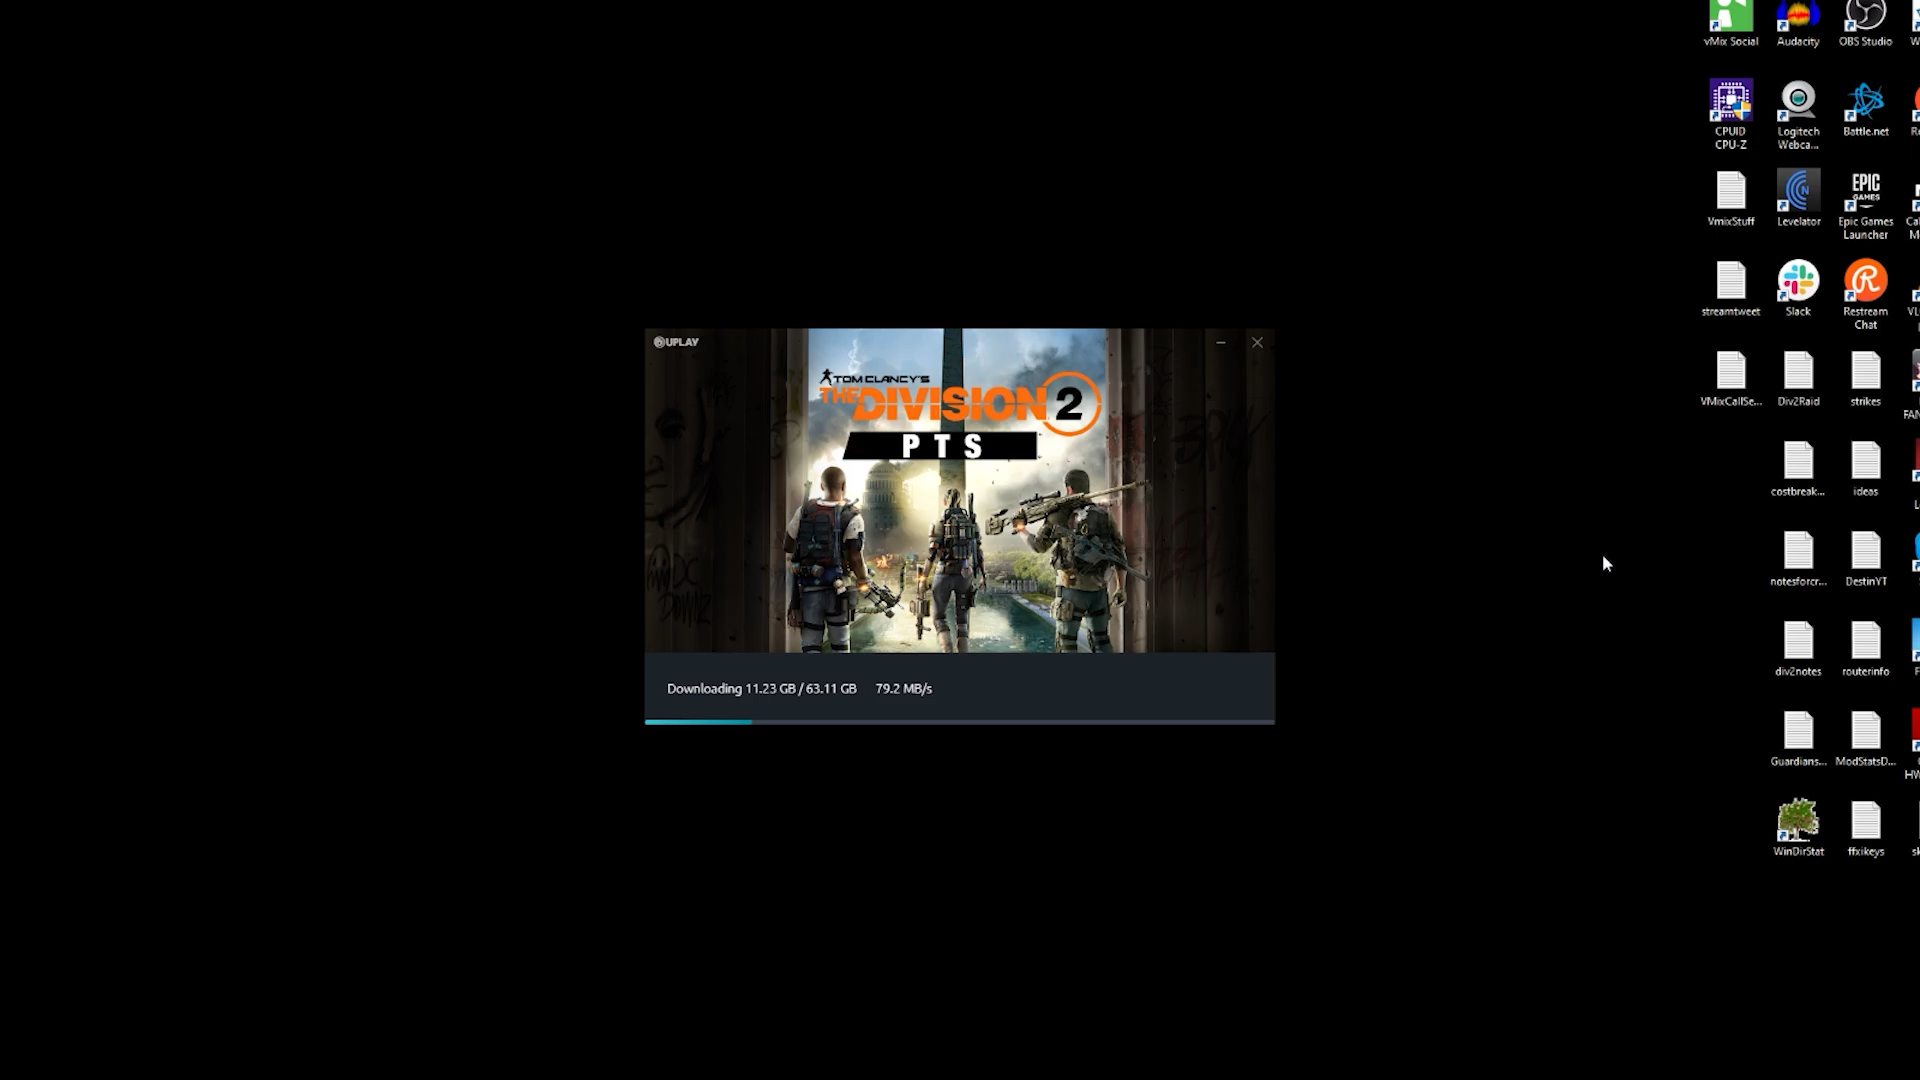 vMix Social
Audacity
OBS Studio
CPUID
CPU-Z
Logitech
Webca...
Battle.net
VmixStuff
Levelator
EPIC
GAMES
Epic Games
Launcher
streamtweet
Slack
Restream
Chat
UPLAY
TOM CLANCY'S
THE DIVISION 2
PTS
VMixCallSe...
Div2Raid
strikes
costbreak...
ideas
notesforcr...
DestinYT
div2notes
routerinfo
Downloading 11.23 GB / 63.11 GB 79.2 MB/s
Guardians...
ModStatsD...
WinDirStat
ffxikeys